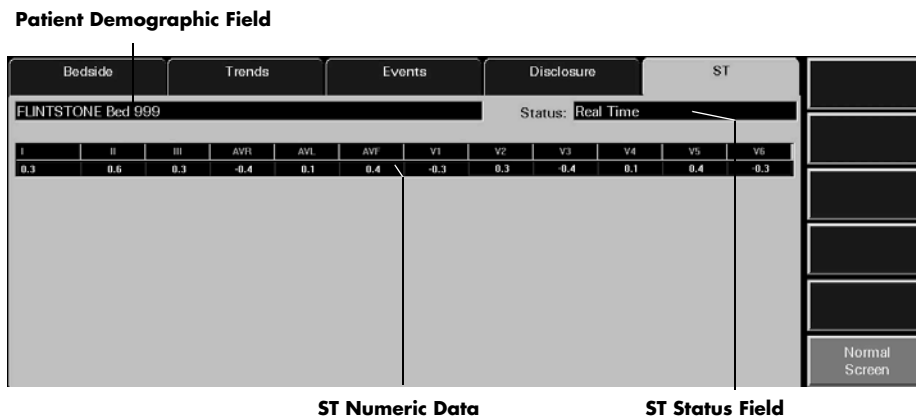 Patient Demographic Field
Bedside Trends Events Disclosure ST
FLINTSTONE Bed 999 Status: Real Time
I II III AVR AVL AVF V1 V2 V3 V4 V5 V6
0.3 0.6 0.3 -0.4 0.1 0.4 -0.3 0.3 -0.4 0.1 0.4 -0.3
Normal
Screen
ST Numeric Data ST Status Field